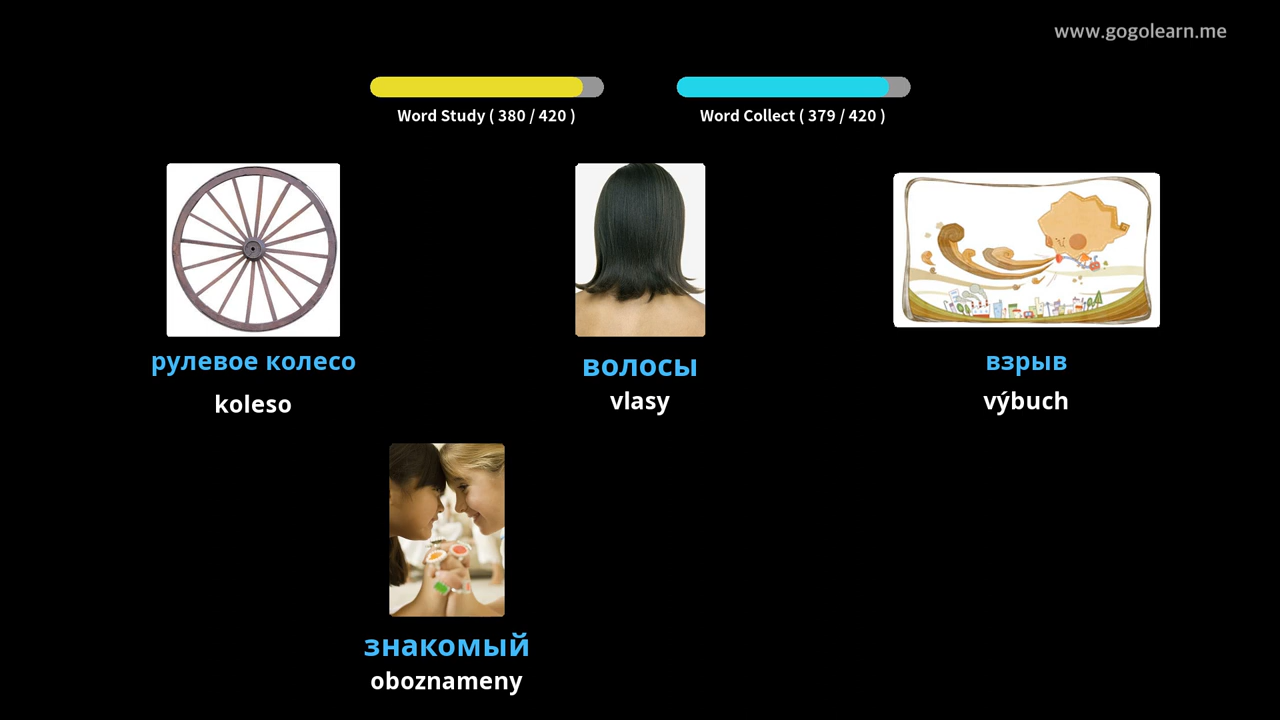 www.gogolearn.me
Word Study ( 380 / 420 )
Word Collect ( 379 / 420 )
рулевое колесо
koleso
волосы
vlasy
взрыв
výbuch
знакомый
oboznameny